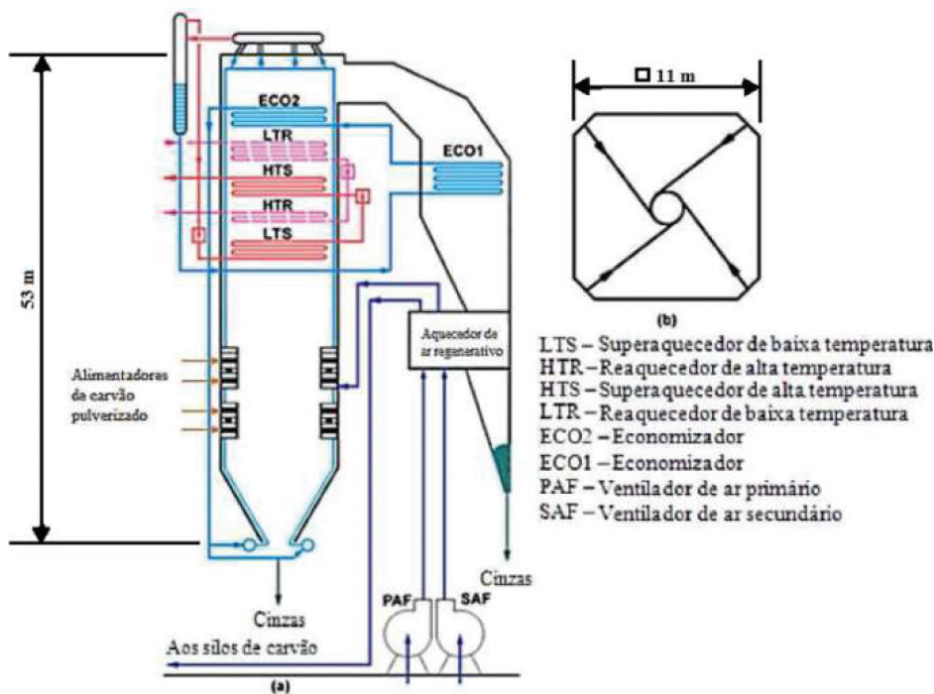 53 m
ECO2
LTR
HTS
HTR
LTS
ECO1
Aquecedor de
ar regenerativo
Alimentadores
de carvão
pulverizado
Cinzas
Cinzas
PAF
SAF
Aos silos de carvão
(a)
11 m
(b)
LTS – Superaquecedor de baixa temperatura
HTR – Reaquecedor de alta temperatura
HTS – Superaquecedor de alta temperatura
LTR – Reaquecedor de baixa temperatura
ECO2 – Economizador
ECO1 – Economizador
PAF – Ventilador de ar primário
SAF – Ventilador de ar secundário